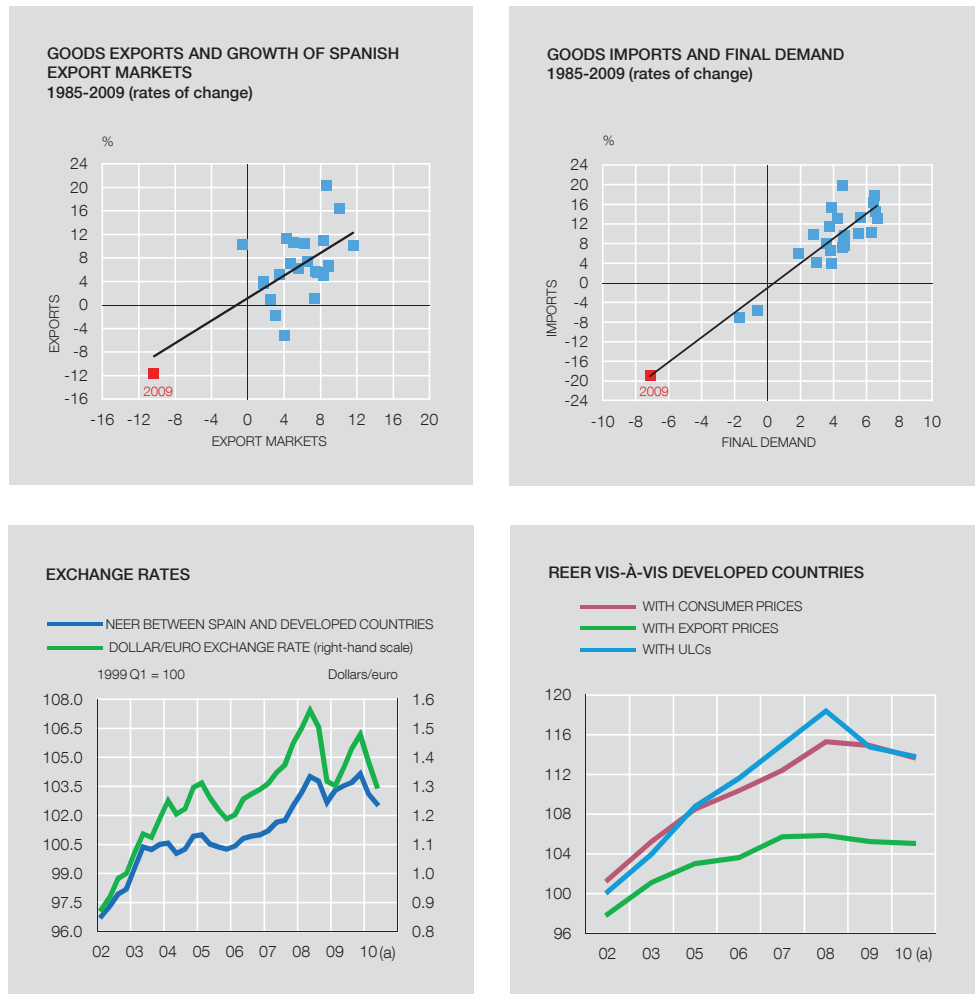 GOODS EXPORTS AND GROWTH OF SPANISH
EXPORT MARKETS
1985-2009 (rates of change)
%
24
20
16
12
8
4
0
-4
-8
-12
-16
EXPORTS
2009
-16 -12 -8 -4 0 4 8 12 16 20
EXPORT MARKETS
GOODS IMPORTS AND FINAL DEMAND
1985-2009 (rates of change)
%
24
20
16
12
8
4
0
-4
-8
-12
-16
-20
-24
IMPORTS
2009
-10 -8 -6 -4 -2 0 2 4 6 8 10
FINAL DEMAND
EXCHANGE RATES
NEER BETWEEN SPAIN AND DEVELOPED COUNTRIES
DOLLAR/EURO EXCHANGE RATE (right-hand scale)
1999 Q1 = 100 Dollars/euro
108.0 1.6
106.5 1.5
105.0 1.4
103.5 1.3
102.0 1.2
100.5 1.1
99.0 1.0
97.5 0.9
96.0 0.8
02 03 04 05 06 07 08 09 10 (a)
REER VIS-À-VIS DEVELOPED COUNTRIES
WITH CONSUMER PRICES
WITH EXPORT PRICES
WITH ULCs
120
116
112
108
104
100
96
02 03 05 06 07 08 09 10 (a)